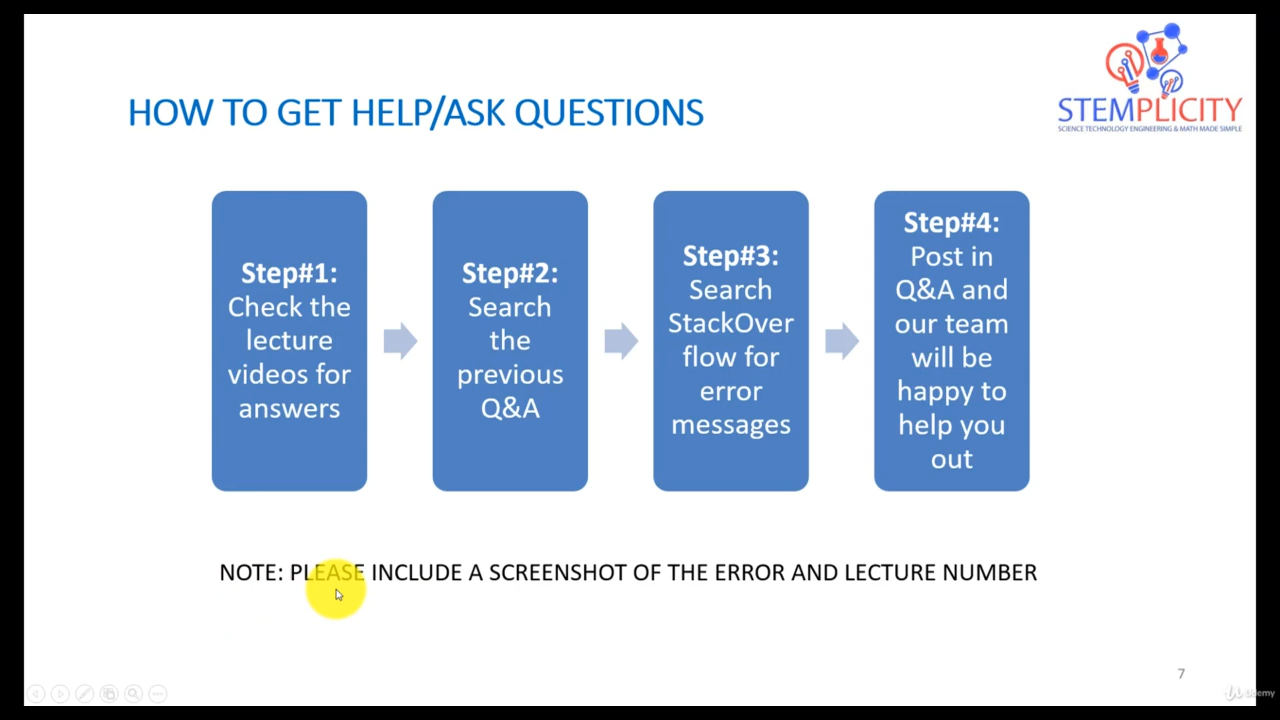 STEMPLICITY
SCIENCE TECHNOLOGY ENGINEERING & MATH MADE SIMPLE
HOW TO GET HELP/ASK QUESTIONS
Step#1:
Check the
lecture
videos for
answers
Step#2:
Search
the
previous
Q&A
Step#3:
Search
StackOver
flow for
error
messages
Step#4:
Post in
Q&A and
our team
will be
happy to
help you
out
NOTE: PLEASE INCLUDE A SCREENSHOT OF THE ERROR AND LECTURE NUMBER
7
Udemy